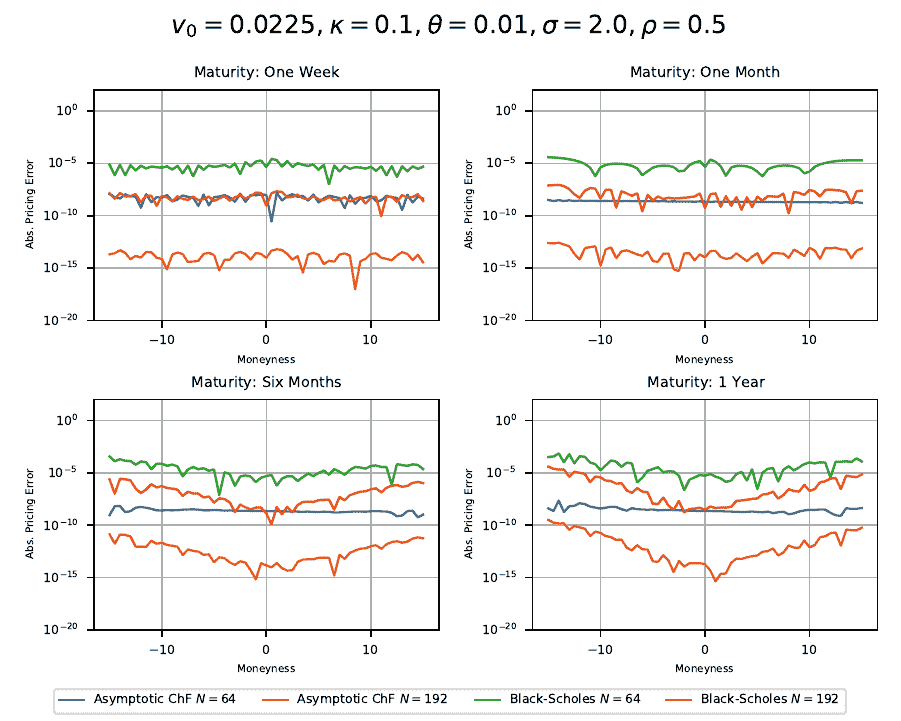 v₀ = 0.0225, κ = 0.1, θ = 0.01, σ = 2.0, ρ = 0.5
Maturity: One Week
Abs. Pricing Error
10⁰
10⁻⁵
10⁻¹⁰
10⁻¹⁵
10⁻²⁰
−10 0 10
Moneyness
Maturity: One Month
Abs. Pricing Error
10⁰
10⁻⁵
10⁻¹⁰
10⁻¹⁵
10⁻²⁰
−10 0 10
Moneyness
Maturity: Six Months
Abs. Pricing Error
10⁰
10⁻⁵
10⁻¹⁰
10⁻¹⁵
10⁻²⁰
−10 0 10
Moneyness
Maturity: 1 Year
Abs. Pricing Error
10⁰
10⁻⁵
10⁻¹⁰
10⁻¹⁵
10⁻²⁰
−10 0 10
Moneyness
Asymptotic ChF N = 64 Asymptotic ChF N = 192 Black-Scholes N = 64 Black-Scholes N = 192